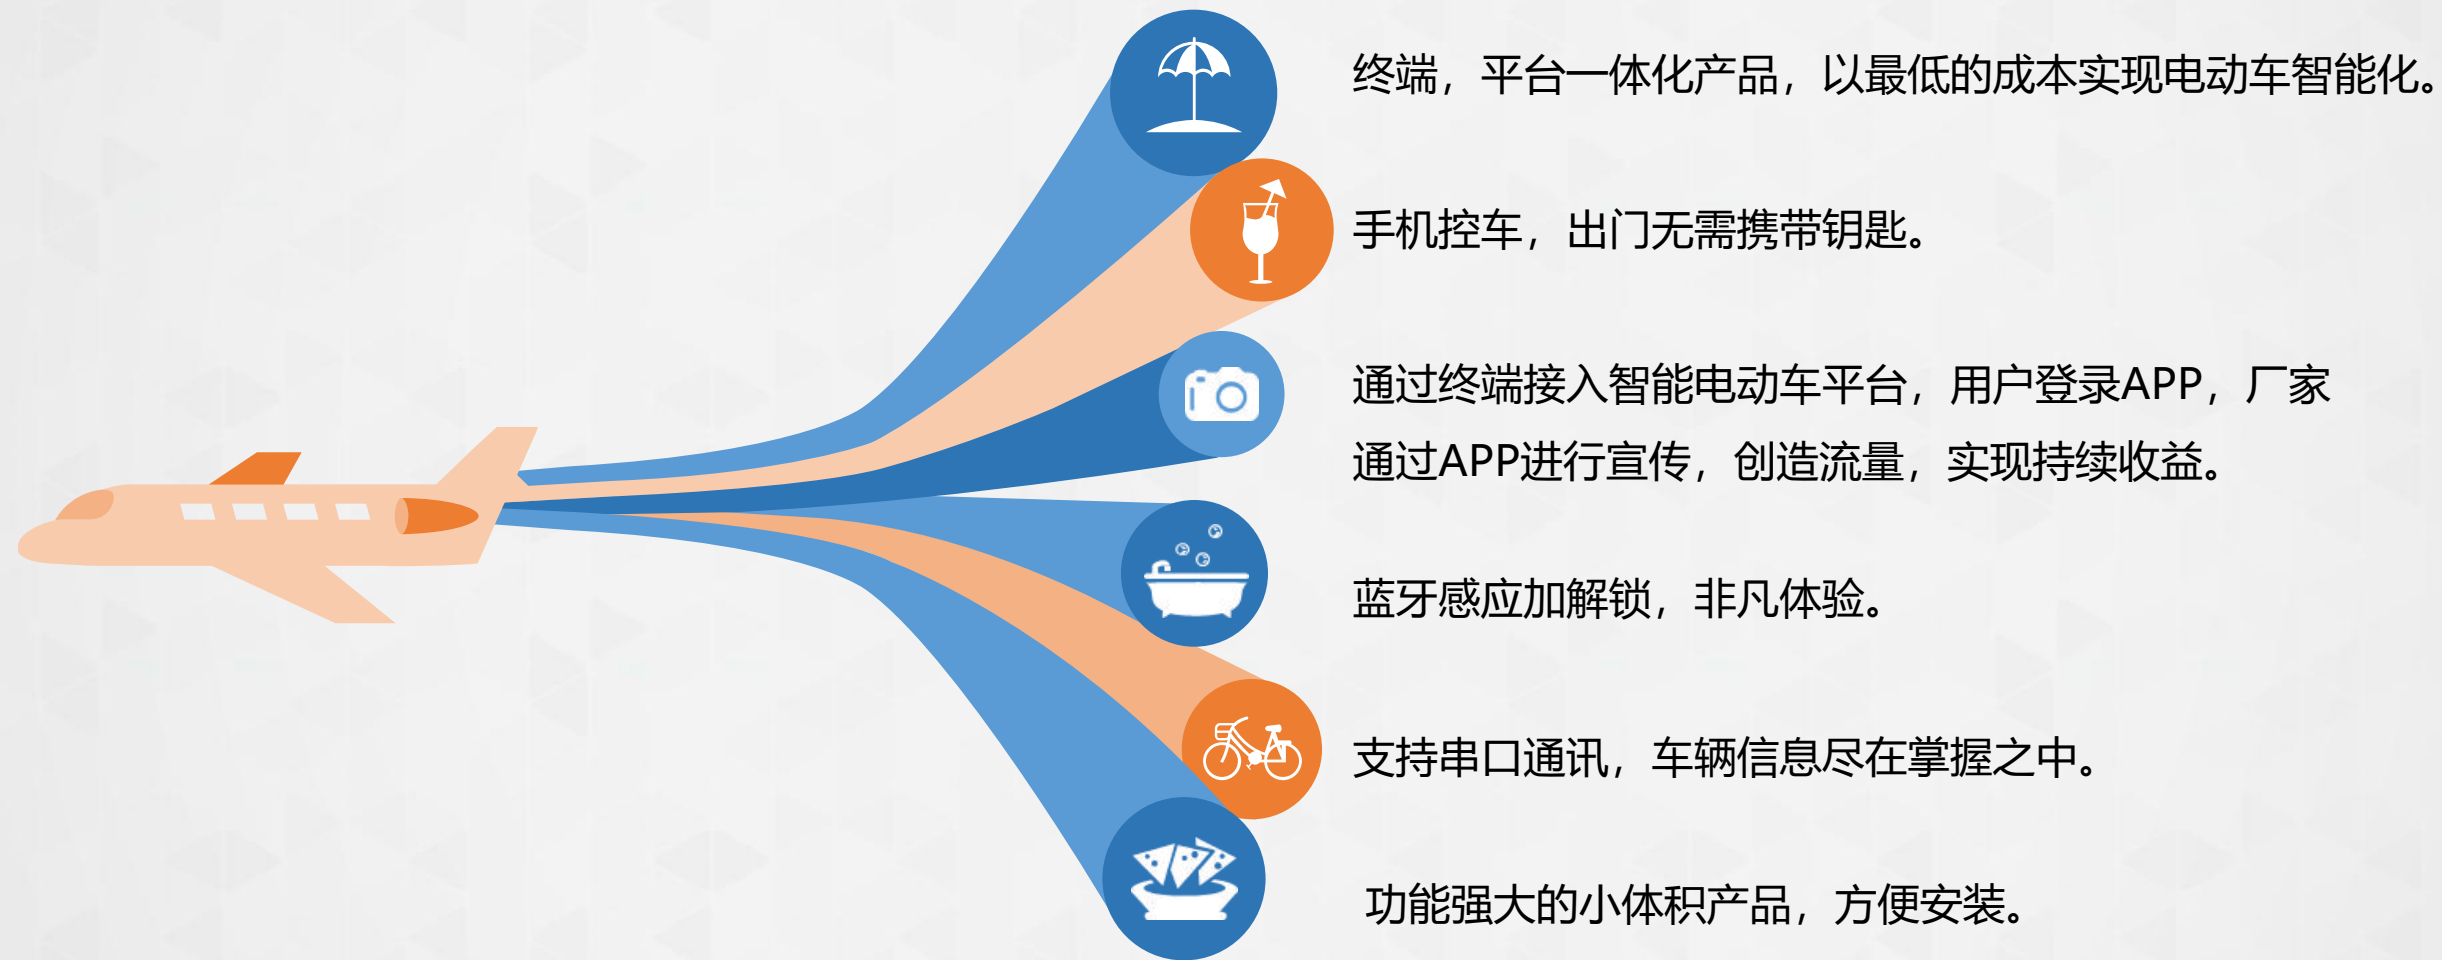 终端，平台一体化产品，以最低的成本实现电动车智能化。
手机控车，出门无需携带钥匙。
通过终端接入智能电动车平台，用户登录APP，厂家
通过APP进行宣传，创造流量，实现持续收益。
蓝牙感应加解锁，非凡体验。
支持串口通讯，车辆信息尽在掌握之中。
功能强大的小体积产品，方便安装。